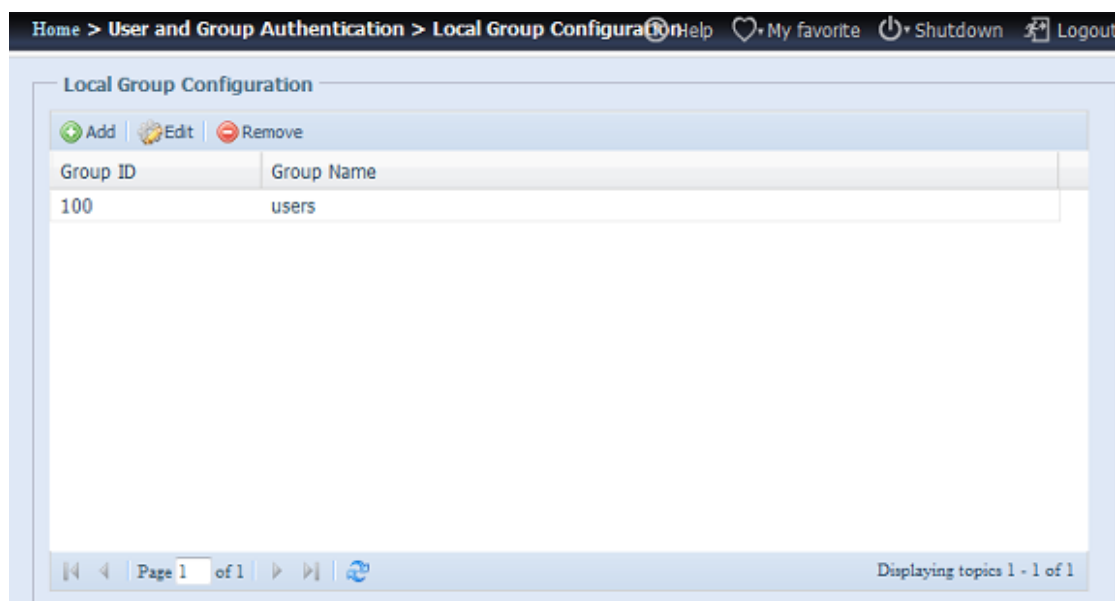 Home > User and Group Authentication > Local Group Configuration Help My favorite Shutdown Logout
Local Group Configuration
Add Edit Remove
Group ID Group Name
100 users
Page 1 of 1 Displaying topics 1 - 1 of 1